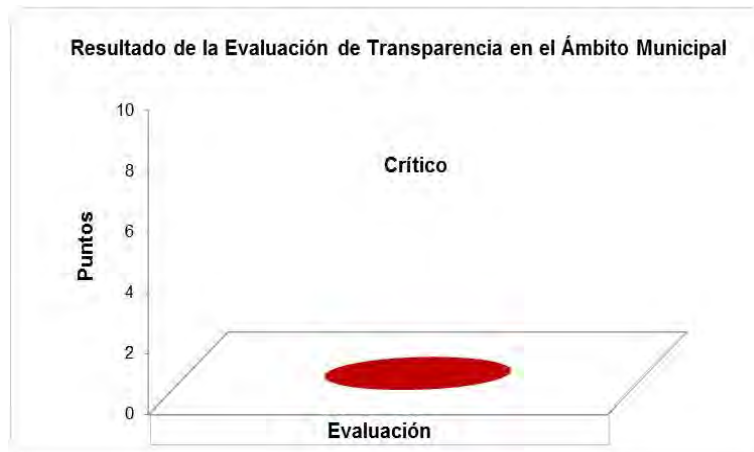 Resultado de la Evaluación de Transparencia en el Ámbito Municipal
10
Crítico
8
6
Puntos
4
2
0
Evaluación